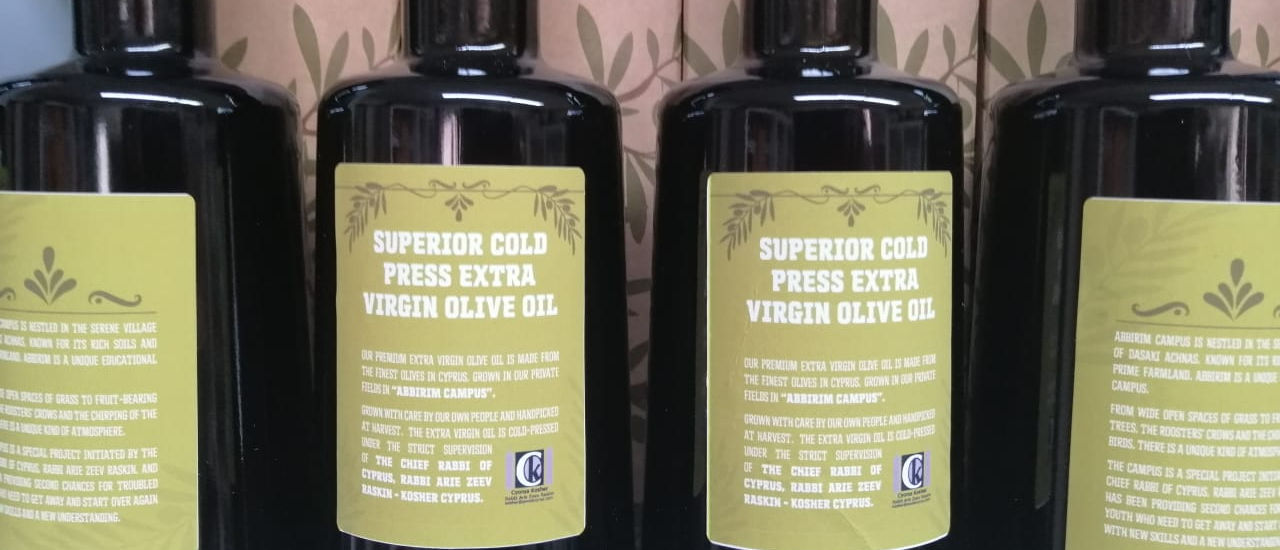 CAMPUS IS NESTLED IN THE SERENE VILLAGE
ACHNAS, KNOWN FOR ITS RICH SOILS AND
ABBIRIM IS A UNIQUE EDUCATIONAL
OPEN SPACES OF GRASS TO FRUIT-BEARING
ROOSTERS' CROWS AND THE CHIRPING OF THE
IS A UNIQUE KIND OF ATMOSPHERE.
IS A SPECIAL PROJECT INITIATED BY THE
OF CYPRUS, RABBI ARIE ZEEV RASKIN, AND
PROVIDING SECOND CHANCES FOR TROUBLED
NEED TO GET AWAY AND START OVER AGAIN
SKILLS AND A NEW UNDERSTANDING.
SUPERIOR COLD
PRESS EXTRA
VIRGIN OLIVE OIL
OUR PREMIUM EXTRA VIRGIN OLIVE OIL IS MADE FROM
THE FINEST OLIVES IN CYPRUS, GROWN IN OUR PRIVATE
FIELDS IN "ABBIRIM CAMPUS".
GROWN WITH CARE BY OUR OWN PEOPLE AND HANDPICKED
AT HARVEST. THE EXTRA VIRGIN OIL IS COLD-PRESSED
UNDER THE STRICT SUPERVISION
OF THE CHIEF RABBI OF
CYPRUS, RABBI ARIE ZEEV
RASKIN - KOSHER CYPRUS.
CK
Cyprus Kosher
Rabbi Arie Zeev Raskin
SUPERIOR COLD
PRESS EXTRA
VIRGIN OLIVE OIL
OUR PREMIUM EXTRA VIRGIN OLIVE OIL IS MADE FROM
THE FINEST OLIVES IN CYPRUS, GROWN IN OUR PRIVATE
FIELDS IN "ABBIRIM CAMPUS".
GROWN WITH CARE BY OUR OWN PEOPLE AND HANDPICKED
AT HARVEST. THE EXTRA VIRGIN OIL IS COLD-PRESSED
UNDER THE STRICT SUPERVISION
OF THE CHIEF RABBI OF
CYPRUS, RABBI ARIE ZEEV
RASKIN - KOSHER CYPRUS.
CK
Cyprus Kosher
Rabbi Arie Zeev Raskin
ABBIRIM CAMPUS IS NESTLED IN THE
OF DASAKI ACHNAS, KNOWN FOR ITS
PRIME FARMLAND, ABBIRIM IS A UNIQUE
CAMPUS.
FROM WIDE OPEN SPACES OF GRASS TO
TREES, THE ROOSTERS' CROWS AND THE
BIRDS, THERE IS A UNIQUE KIND OF
THE CAMPUS IS A SPECIAL PROJECT
CHIEF RABBI OF CYPRUS, RABBI ARIE ZEEV
HAS BEEN PROVIDING SECOND CHANCES
YOUTH WHO NEED TO GET AWAY AND START
WITH NEW SKILLS AND A NEW